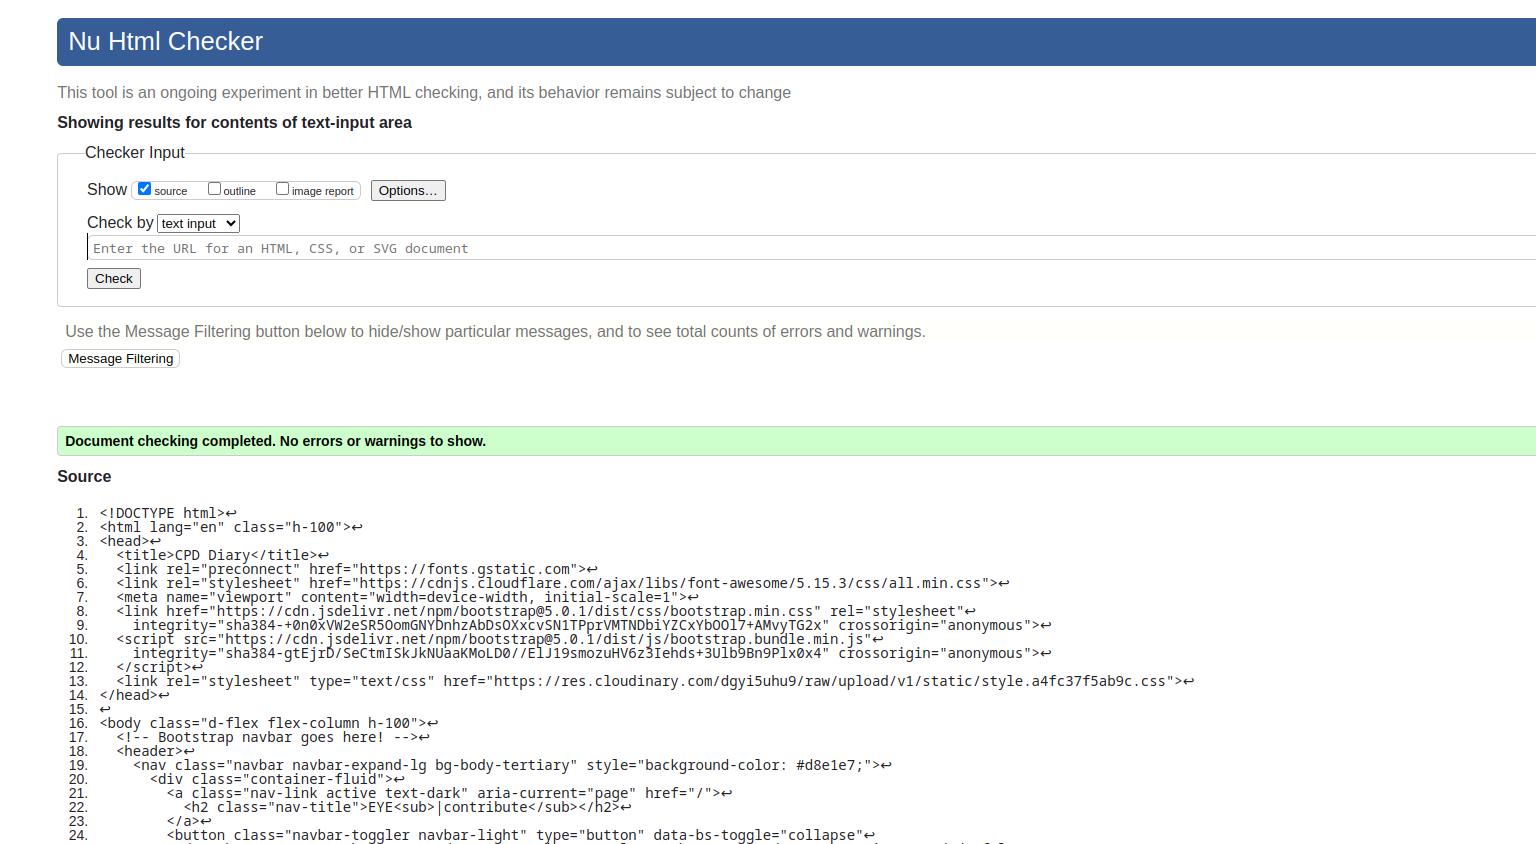 Nu Html Checker
This tool is an ongoing experiment in better HTML checking, and its behavior remains subject to change
Showing results for contents of text-input area
Checker Input
Show source outline image report Options…
Check by text input
Enter the URL for an HTML, CSS, or SVG document
Check
Use the Message Filtering button below to hide/show particular messages, and to see total counts of errors and warnings.
Message Filtering
Document checking completed. No errors or warnings to show.
Source
1. <!DOCTYPE html>↩
2. <html lang="en" class="h-100">↩
3. <head>↩
4. <title>CPD Diary</title>↩
5. <link rel="preconnect" href="https://fonts.gstatic.com">↩
6. <link rel="stylesheet" href="https://cdnjs.cloudflare.com/ajax/libs/font-awesome/5.15.3/css/all.min.css">↩
7. <meta name="viewport" content="width=device-width, initial-scale=1">↩
8. <link href="https://cdn.jsdelivr.net/npm/bootstrap@5.0.1/dist/css/bootstrap.min.css" rel="stylesheet"↩
9. integrity="sha384-+0n0xVW2eSR5OomGNYDnhzAbDsOXxcvSN1TPprVMTNDbiYZCxYbOOl7+AMvyTG2x" crossorigin="anonymous">↩
10. <script src="https://cdn.jsdelivr.net/npm/bootstrap@5.0.1/dist/js/bootstrap.bundle.min.js"↩
11. integrity="sha384-gtEjrD/SeCtmISkJkNUaaKMoLD0//ElJ19smozuHV6z3Iehds+3Ulb9Bn9Plx0x4" crossorigin="anonymous">↩
12. </script>↩
13. <link rel="stylesheet" type="text/css" href="https://res.cloudinary.com/dgyi5uhu9/raw/upload/v1/static/style.a4fc37f5ab9c.css">↩
14. </head>↩
15. ↩
16. <body class="d-flex flex-column h-100">↩
17. <!-- Bootstrap navbar goes here! -->↩
18. <header>↩
19. <nav class="navbar navbar-expand-lg bg-body-tertiary" style="background-color: #d8e1e7;">↩
20. <div class="container-fluid">↩
21. <a class="nav-link active text-dark" aria-current="page" href="/">↩
22. <h2 class="nav-title">EYE<sub>|contribute</sub></h2>↩
23. </a>↩
24. <button class="navbar-toggler navbar-light" type="button" data-bs-toggle="collapse"↩